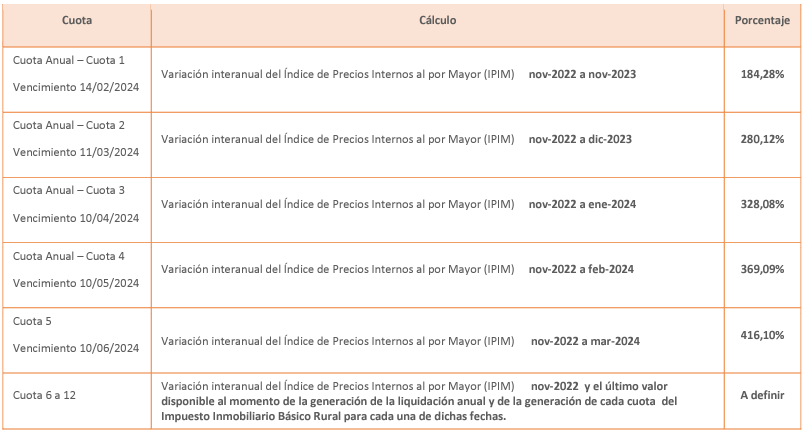 Cuota Cálculo Porcentaje
Cuota Anual – Cuota 1
Vencimiento 14/02/2024
Variación interanual del Índice de Precios Internos al por Mayor (IPIM) nov-2022 a nov-2023
184,28%
Cuota Anual – Cuota 2
Vencimiento 11/03/2024
Variación interanual del Índice de Precios Internos al por Mayor (IPIM) nov-2022 a dic-2023
280,12%
Cuota Anual – Cuota 3
Vencimiento 10/04/2024
Variación interanual del Índice de Precios Internos al por Mayor (IPIM) nov-2022 a ene-2024
328,08%
Cuota Anual – Cuota 4
Vencimiento 10/05/2024
Variación interanual del Índice de Precios Internos al por Mayor (IPIM) nov-2022 a feb-2024
369,09%
Cuota 5
Vencimiento 10/06/2024
Variación interanual del Índice de Precios Internos al por Mayor (IPIM) nov-2022 a mar-2024
416,10%
Cuota 6 a 12
Variación interanual del Índice de Precios Internos al por Mayor (IPIM) nov-2022 y el último valor
disponible al momento de la generación de la liquidación anual y de la generación de cada cuota del
Impuesto Inmobiliario Básico Rural para cada una de dichas fechas.
A definir